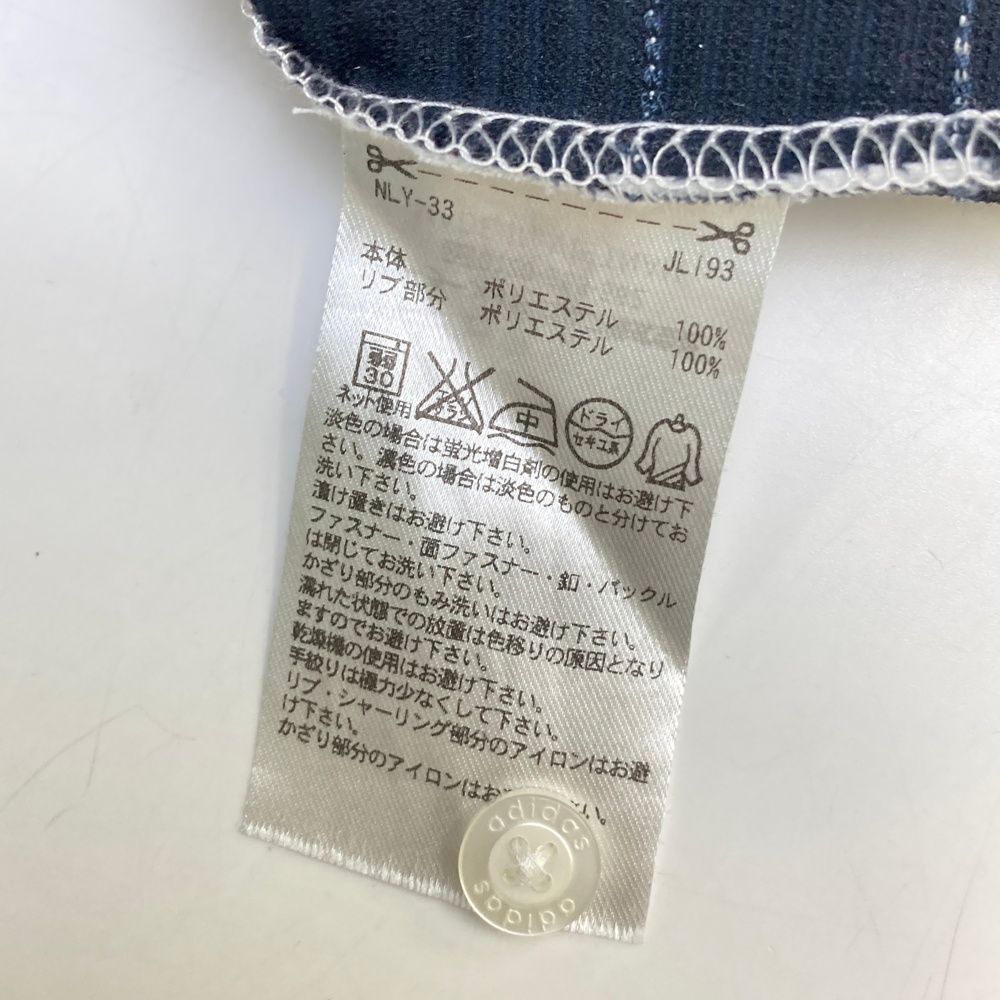 NLY-33
JLI93
本体 ポリエステル 100%
リブ部分 ポリエステル 100%
30
中
ドライ
セキユ系
ネット使用
淡色の場合は蛍光増白剤の使用はお避け下
さい。濃色の場合は淡色のものと分けてお
洗い下さい。
漬け置きはお避け下さい。
ファスナー・面ファスナー・釦・バックル
は閉じてお洗い下さい。
かざり部分のもみ洗いはお避け下さい。
濡れた状態での放置は色移りの原因となり
ますのでお避け下さい。
乾燥機の使用はお避け下さい。
手絞りは極力少なくして下さい。
リブ・シャーリング部分のアイロンはお避
け下さい。
かざり部分のアイロンはお
い。
adidas
adidas